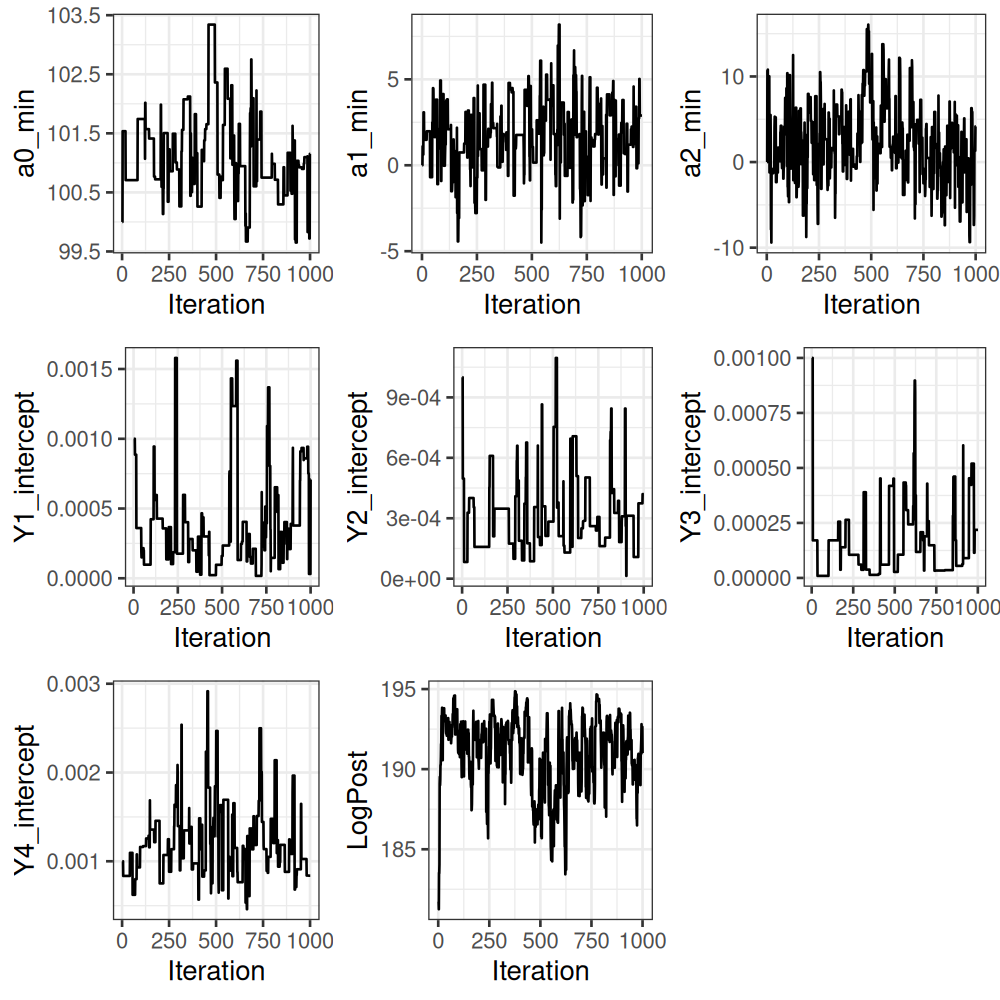 103.5
102.5
101.5
100.5
99.5
a0_min
0 250 500 750 1000
Iteration
5
0
-5
a1_min
0 250 500 750 1000
Iteration
10
0
-10
a2_min
0 250 500 750 1000
Iteration
0.0015
0.0010
0.0005
0.0000
Y1_intercept
0 250 500 750 1000
Iteration
9e-04
6e-04
3e-04
0e+00
Y2_intercept
0 250 500 750 1000
Iteration
0.00100
0.00075
0.00050
0.00025
0.00000
Y3_intercept
0 250 500 750 1000
Iteration
0.003
0.002
0.001
Y4_intercept
0 250 500 750 1000
Iteration
195
190
185
LogPost
0 250 500 750 1000
Iteration